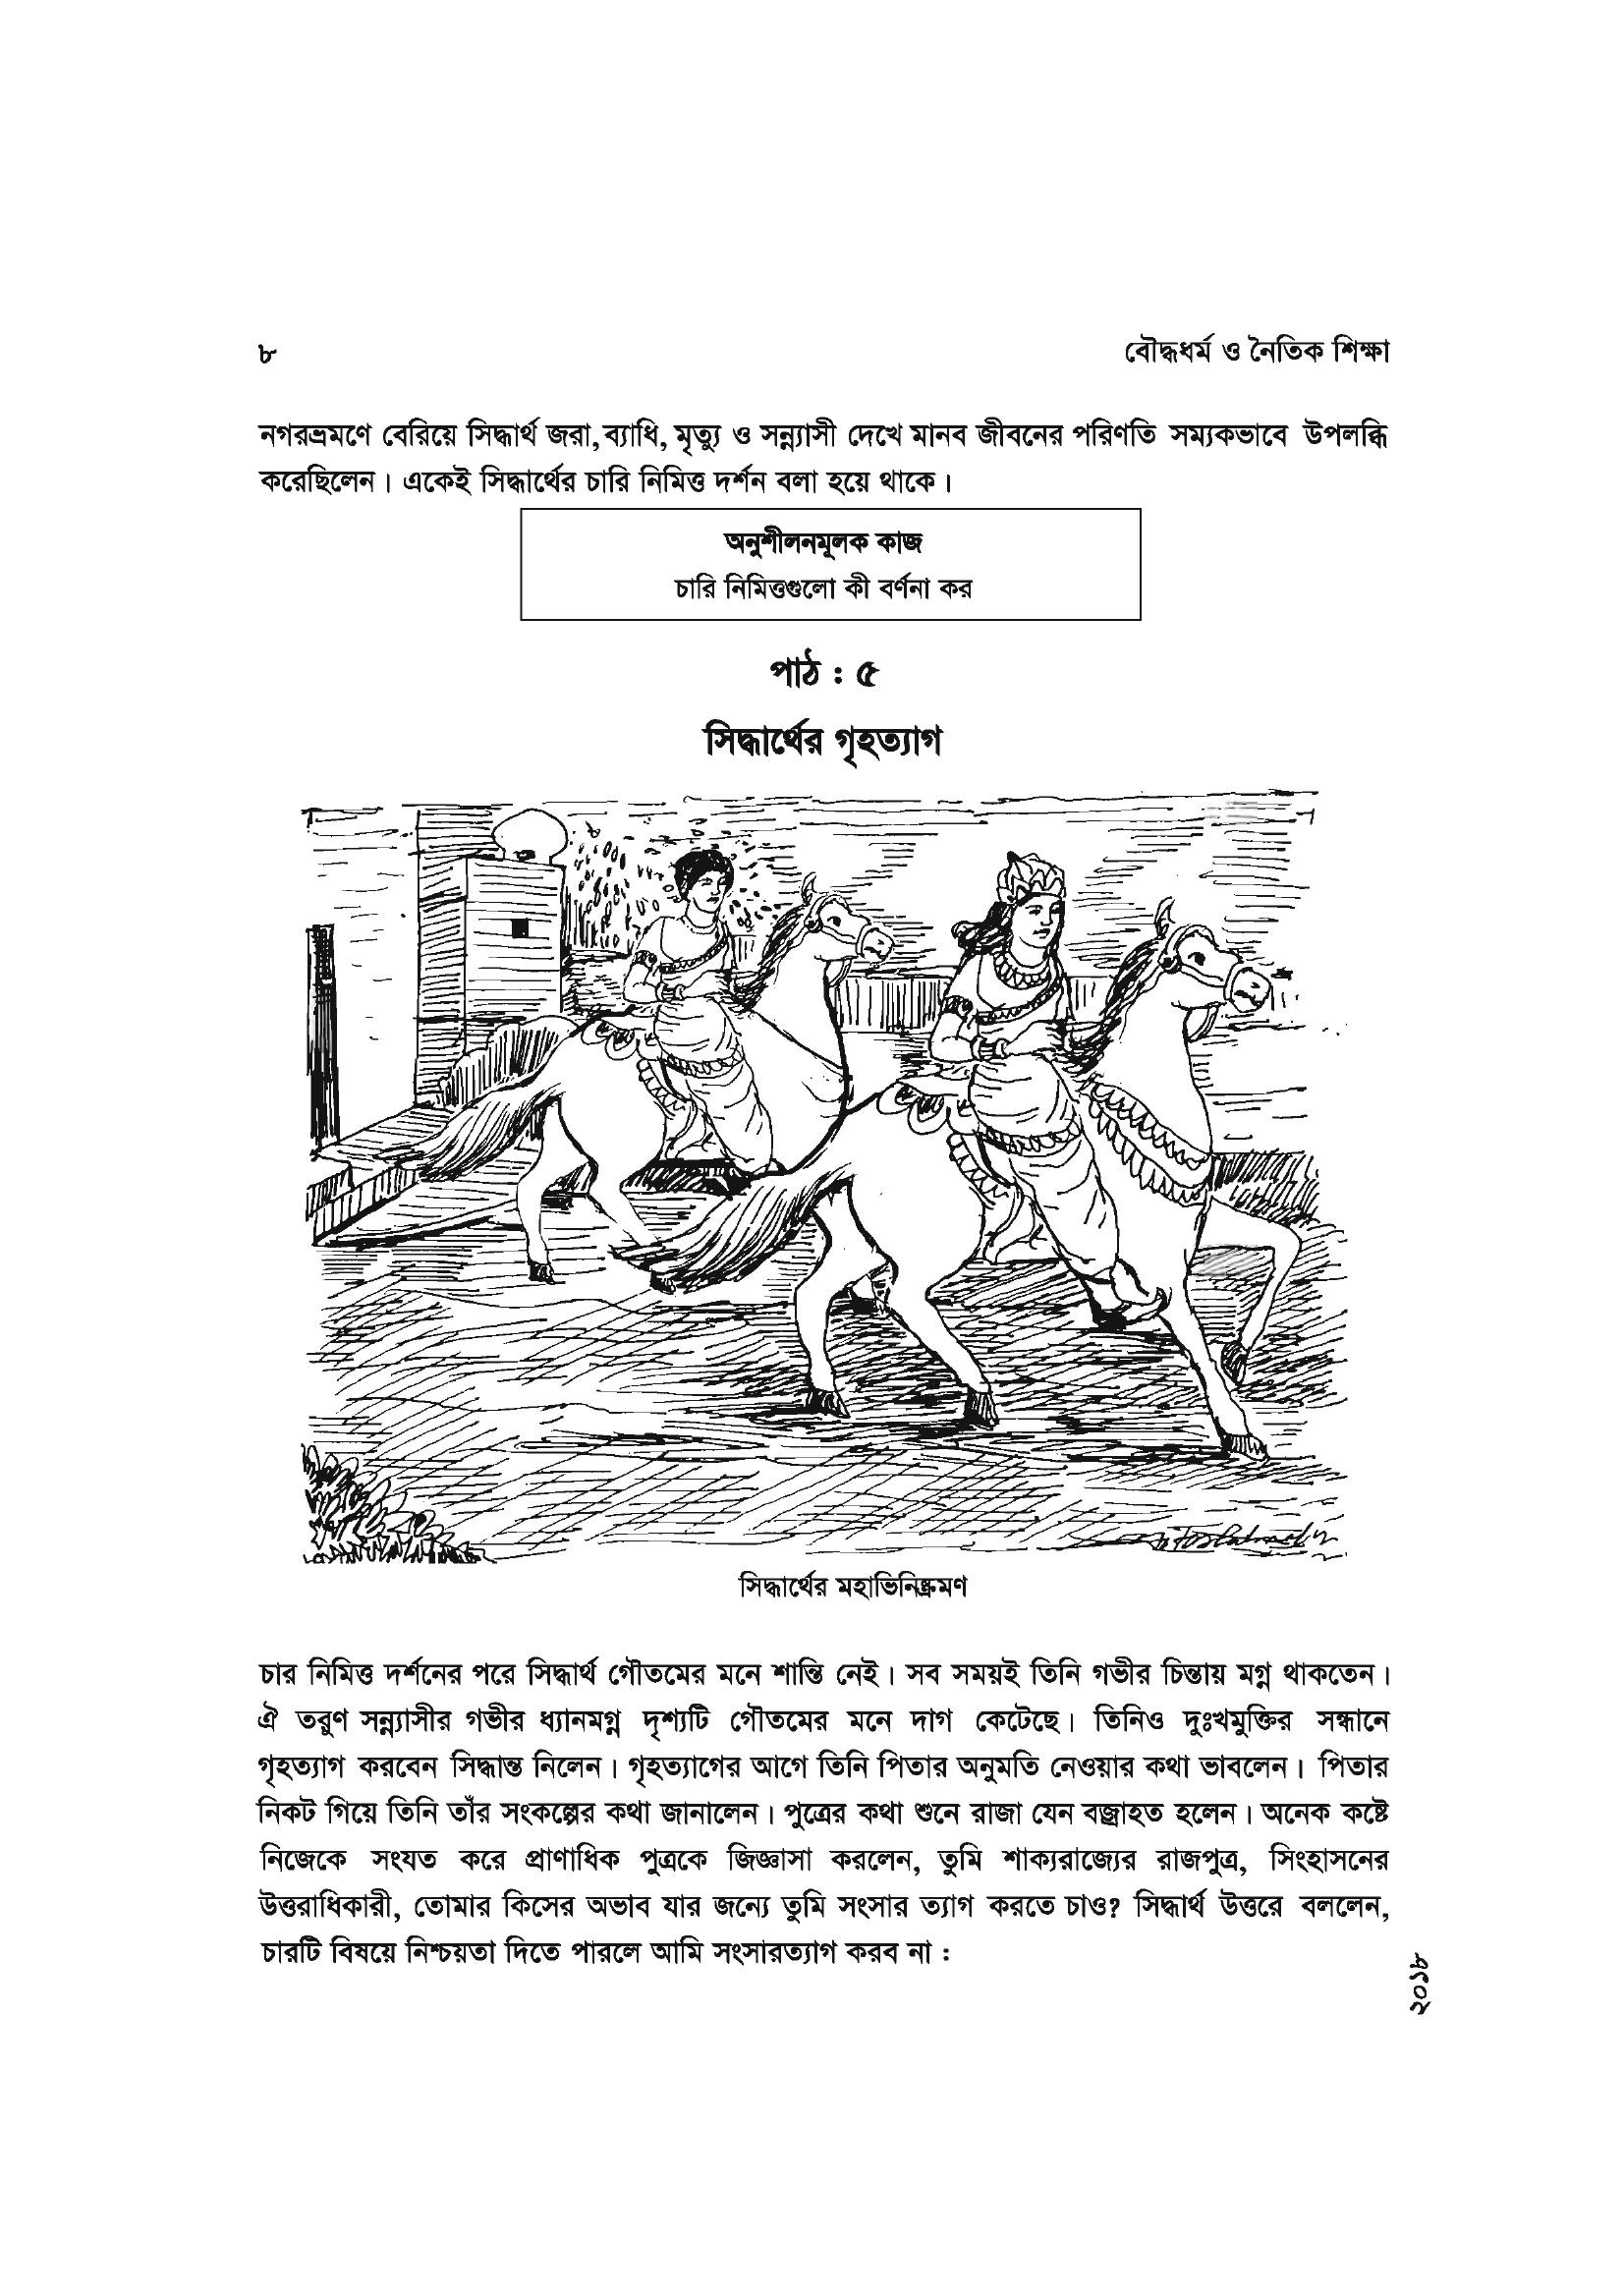 ৮ বৌদ্ধধর্ম ও নৈতিক শিক্ষা
নগরভ্রমণে বেরিয়ে সিদ্ধার্থ জরা, ব্যাধি, মৃত্যু ও সন্ন্যাসী দেখে মানব জীবনের পরিণতি সম্যকভাবে উপলব্ধি
করেছিলেন। একেই সিদ্ধার্থের চারি নিমিত্ত দর্শন বলা হয়ে থাকে।
অনুশীলনমূলক কাজ
চারি নিমিত্তগুলো কী বর্ণনা কর
পাঠ : ৫
সিদ্ধার্থের গৃহত্যাগ
সিদ্ধার্থের মহাভিনিষ্ক্রমণ
চার নিমিত্ত দর্শনের পরে সিদ্ধার্থ গৌতমের মনে শান্তি নেই। সব সময়ই তিনি গভীর চিন্তায় মগ্ন থাকতেন।
ঐ তরুণ সন্ন্যাসীর গভীর ধ্যানমগ্ন দৃশ্যটি গৌতমের মনে দাগ কেটেছে। তিনিও দুঃখমুক্তির সন্ধানে
গৃহত্যাগ করবেন সিদ্ধান্ত নিলেন। গৃহত্যাগের আগে তিনি পিতার অনুমতি নেওয়ার কথা ভাবলেন। পিতার
নিকট গিয়ে তিনি তাঁর সংকল্পের কথা জানালেন। পুত্রের কথা শুনে রাজা যেন বজ্রাহত হলেন। অনেক কষ্টে
নিজেকে সংযত করে প্রাণাধিক পুত্রকে জিজ্ঞাসা করলেন, তুমি শাক্যরাজ্যের রাজপুত্র, সিংহাসনের
উত্তরাধিকারী, তোমার কিসের অভাব যার জন্যে তুমি সংসার ত্যাগ করতে চাও? সিদ্ধার্থ উত্তরে বললেন,
চারটি বিষয়ে নিশ্চয়তা দিতে পারলে আমি সংসারত্যাগ করব না :
২০১৮